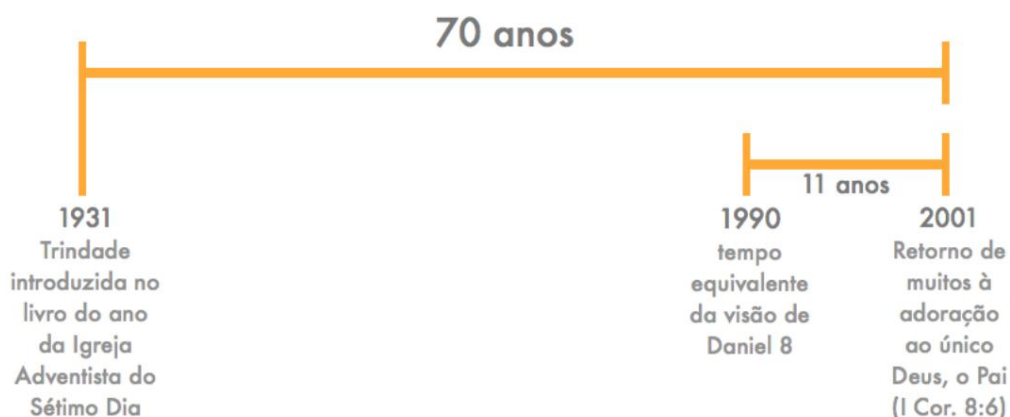 70 anos
11 anos
1931
Trindade
introduzida no
livro do ano
da Igreja
Adventista do
Sétimo Dia
1990
tempo
equivalente
da visão de
Daniel 8
2001
Retorno de
muitos à
adoração
ao único
Deus, o Pai
(I Cor. 8:6)